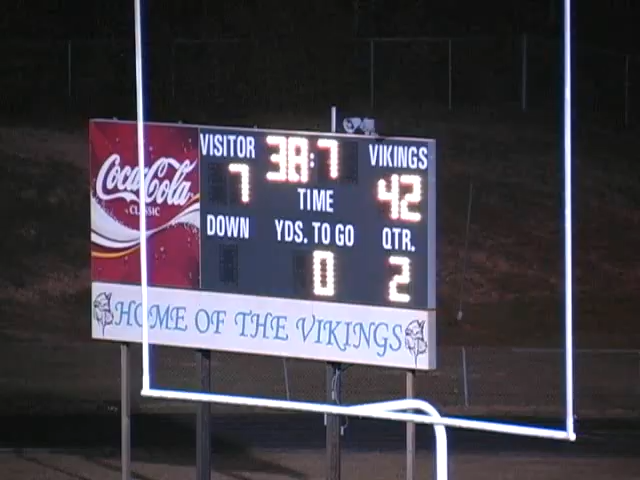 Coca-Cola
CLASSIC
VISITOR 38:7 VIKINGS
7 TIME 42
DOWN YDS. TO GO QTR.
0 2
HOME OF THE VIKINGS